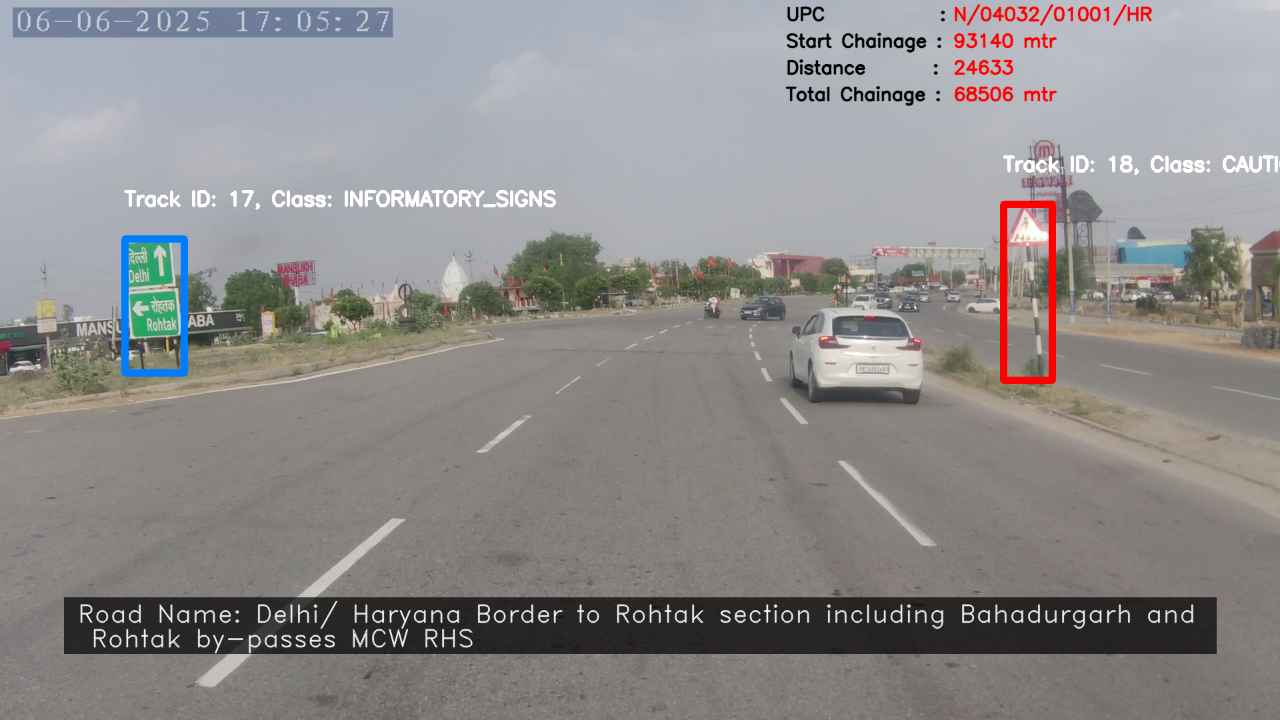 06-06-2025 17:05:27
UPC : N/04032/01001/HR
Start Chainage : 93140 mtr
Distance : 24633
Total Chainage : 68506 mtr
Track ID: 18, Class: CAUTI
Track ID: 17, Class: INFORMATORY_SIGNS
दिल्ली
Delhi
रोहतक
Rohtak
Road Name: Delhi/ Haryana Border to Rohtak section including Bahadurgarh and
Rohtak by-passes MCW RHS